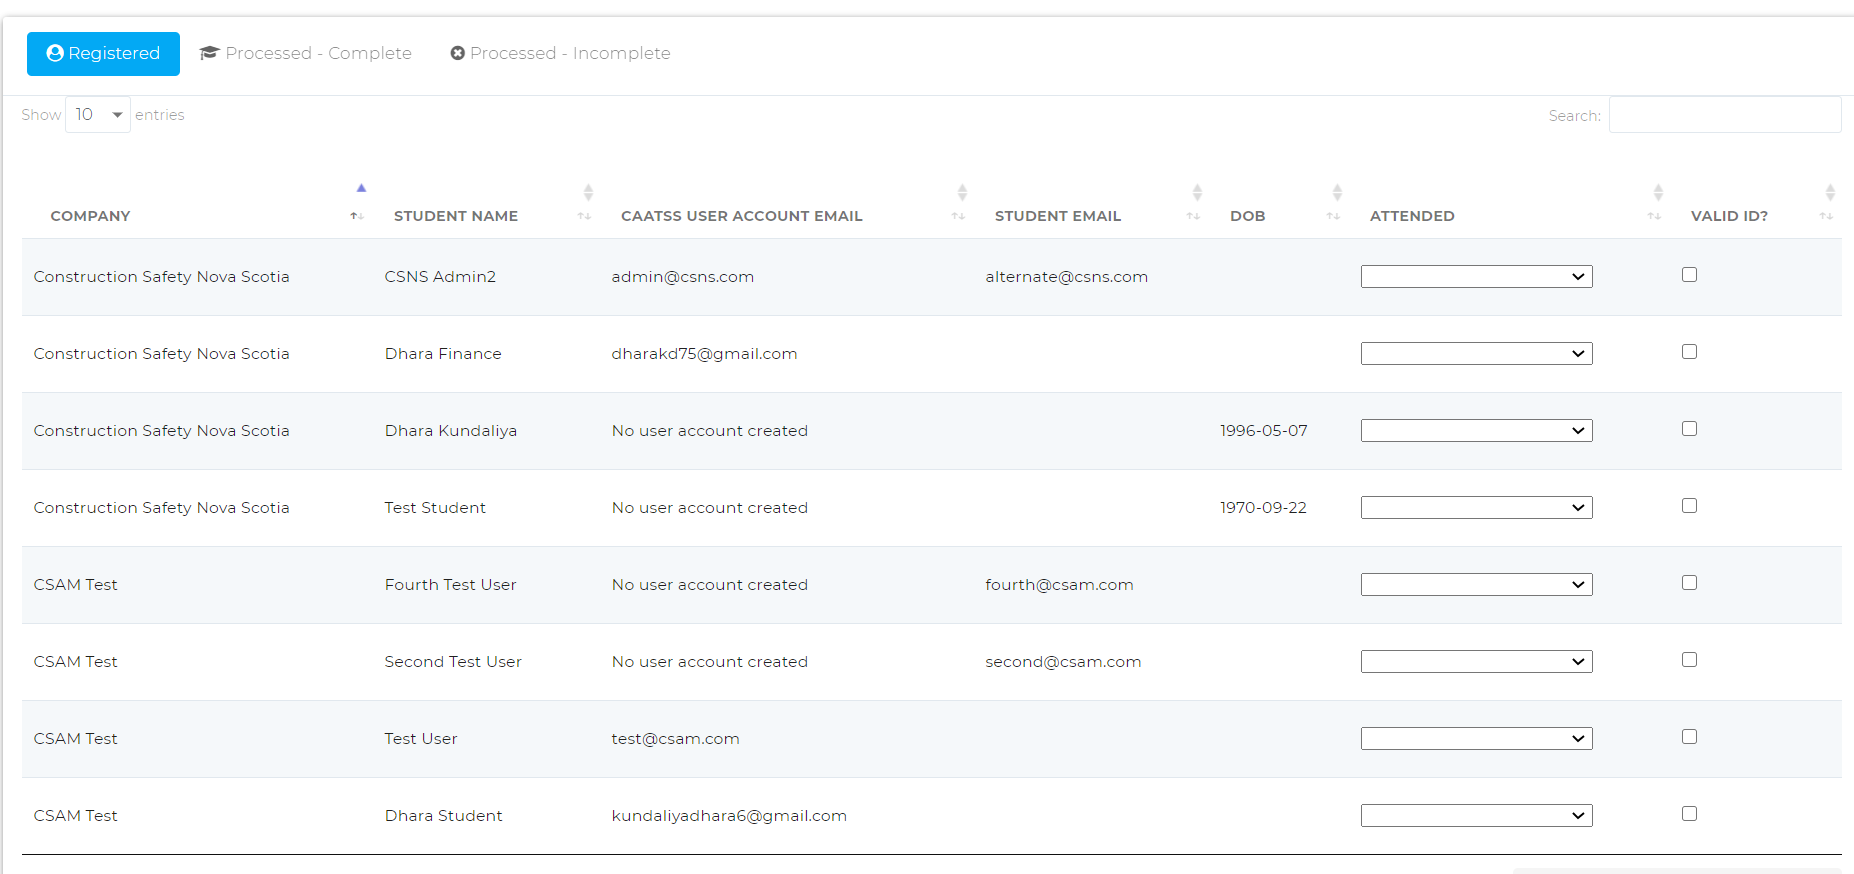 Registered Processed - Complete Processed - Incomplete
Show 10 entries Search:
COMPANY STUDENT NAME CAATSS USER ACCOUNT EMAIL STUDENT EMAIL DOB ATTENDED VALID ID?
Construction Safety Nova Scotia CSNS Admin2 admin@csns.com alternate@csns.com
Construction Safety Nova Scotia Dhara Finance dharakd75@gmail.com
Construction Safety Nova Scotia Dhara Kundaliya No user account created 1996-05-07
Construction Safety Nova Scotia Test Student No user account created 1970-09-22
CSAM Test Fourth Test User No user account created fourth@csam.com
CSAM Test Second Test User No user account created second@csam.com
CSAM Test Test User test@csam.com
CSAM Test Dhara Student kundaliyadhara6@gmail.com